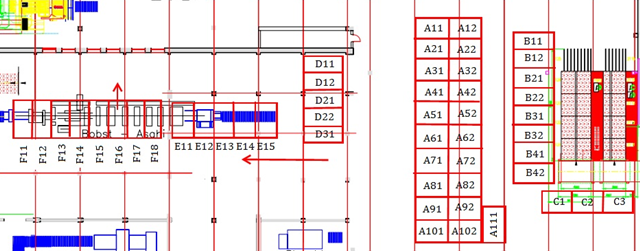 D11
D12
D21
D22
D31
Bobst - Asahi
F11 F12 F13 F14 F15 F16 F17 F18 E11 E12 E13 E14 E15
A11 A12
A21 A22
A31 A32
A41 A42
A51 A52
A61 A62
A71 A72
A81 A82
A91 A92
A101 A102 A111
B11
B12
B21
B22
B31
B32
B41
B42
C1 C2 C3